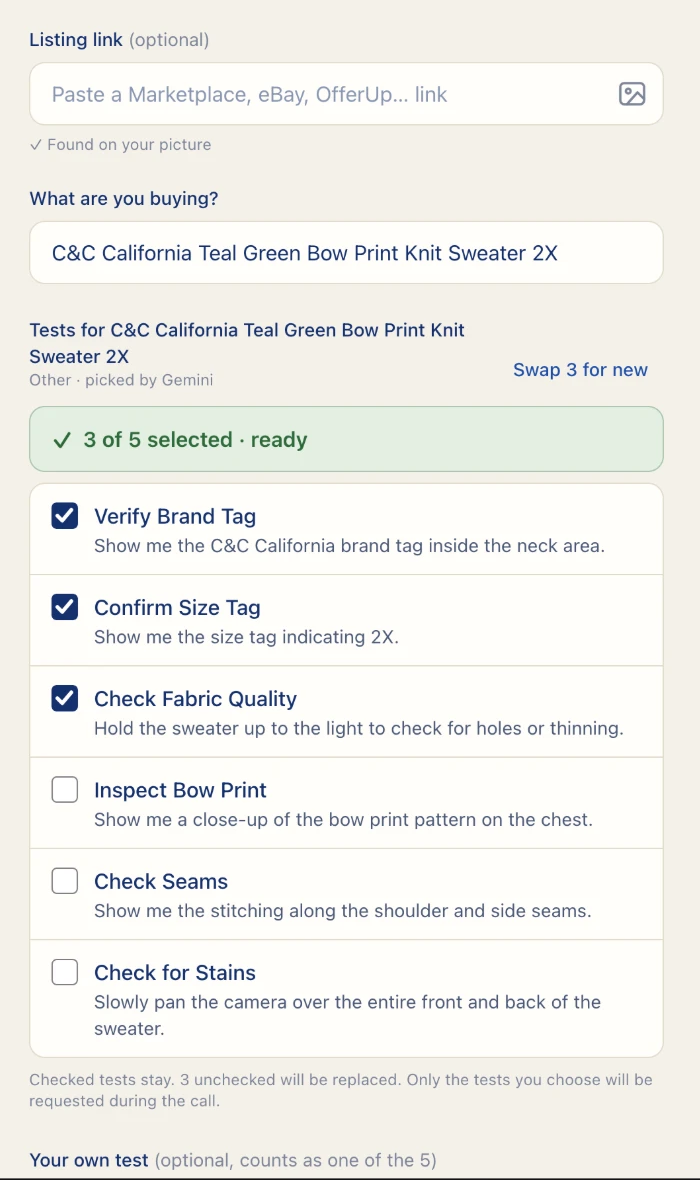 Listing link (optional)
Paste a Marketplace, eBay, OfferUp... link
✓ Found on your picture
What are you buying?
C&C California Teal Green Bow Print Knit Sweater 2X
Tests for C&C California Teal Green Bow Print Knit
Sweater 2X
Other · picked by Gemini
Swap 3 for new
✓ 3 of 5 selected · ready
Verify Brand Tag
Show me the C&C California brand tag inside the neck area.
Confirm Size Tag
Show me the size tag indicating 2X.
Check Fabric Quality
Hold the sweater up to the light to check for holes or thinning.
Inspect Bow Print
Show me a close-up of the bow print pattern on the chest.
Check Seams
Show me the stitching along the shoulder and side seams.
Check for Stains
Slowly pan the camera over the entire front and back of the
sweater.
Checked tests stay. 3 unchecked will be replaced. Only the tests you choose will be
requested during the call.
Your own test (optional, counts as one of the 5)